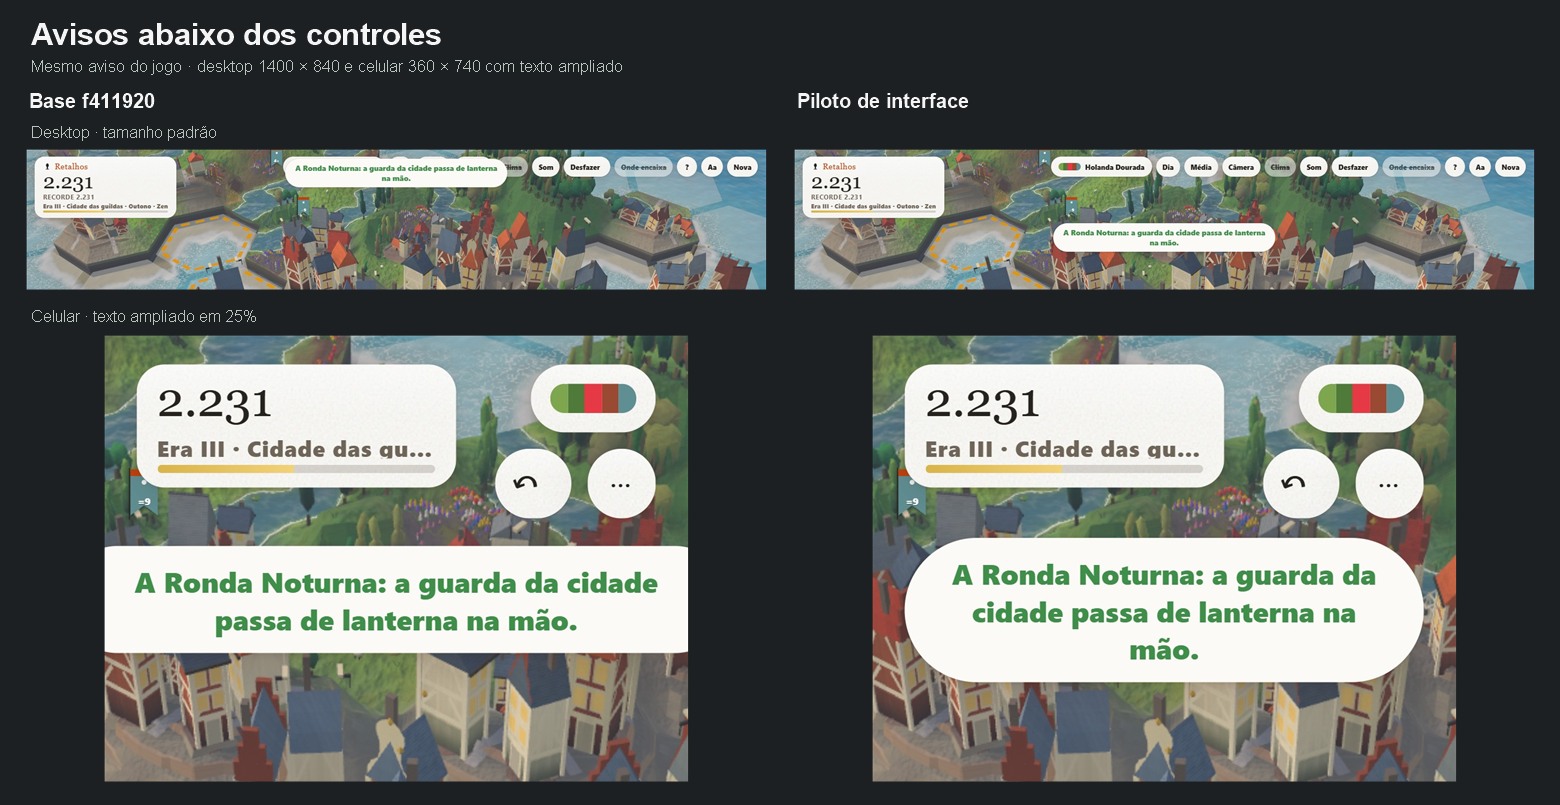 Avisos abaixo dos controles
Mesmo aviso do jogo · desktop 1400 × 840 e celular 360 × 740 com texto ampliado
Base f411920
Piloto de interface
Desktop · tamanho padrão
Retalhos
2.231
RECORDE 2.231
Era III · Cidade das guildas · Outono · Zen
A Ronda Noturna: a guarda da cidade passa de lanterna
na mão.
Clima
Som
Desfazer
Onde encaixa
?
Aa
Nova
Retalhos
2.231
RECORDE 2.231
Era III · Cidade das guildas · Outono · Zen
Holanda Dourada
Dia
Média
Câmera
Clima
Som
Desfazer
Onde encaixa
?
Aa
Nova
A Ronda Noturna: a guarda da cidade passa de lanterna
na mão.
Celular · texto ampliado em 25%
2.231
Era III · Cidade das gu...
...
=9
A Ronda Noturna: a guarda da cidade
passa de lanterna na mão.
2.231
Era III · Cidade das gu...
...
=9
A Ronda Noturna: a guarda da
cidade passa de lanterna na
mão.